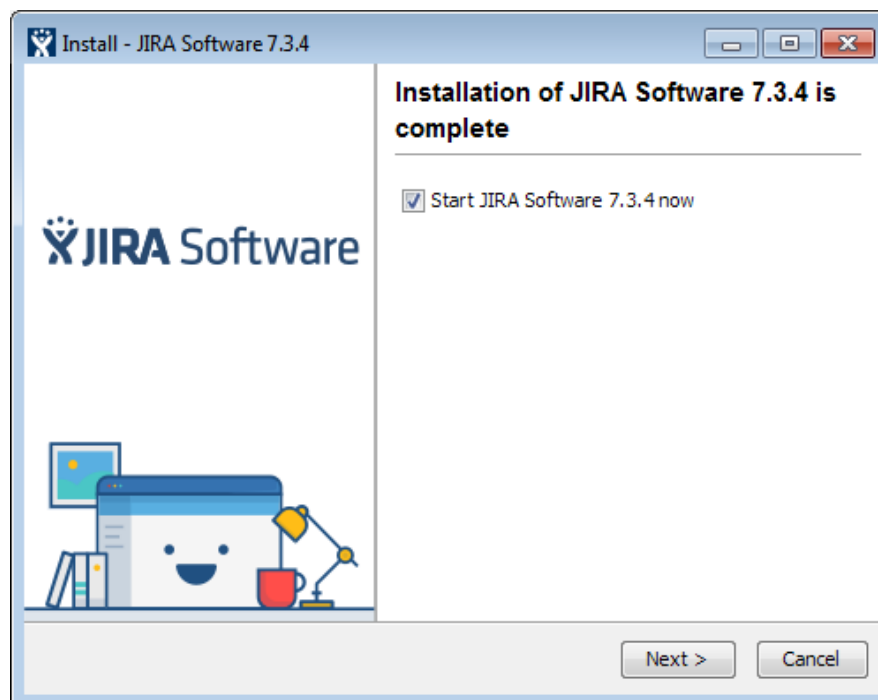 Install - JIRA Software 7.3.4
Installation of JIRA Software 7.3.4 is
complete
Start JIRA Software 7.3.4 now
JIRA Software
Next >
Cancel